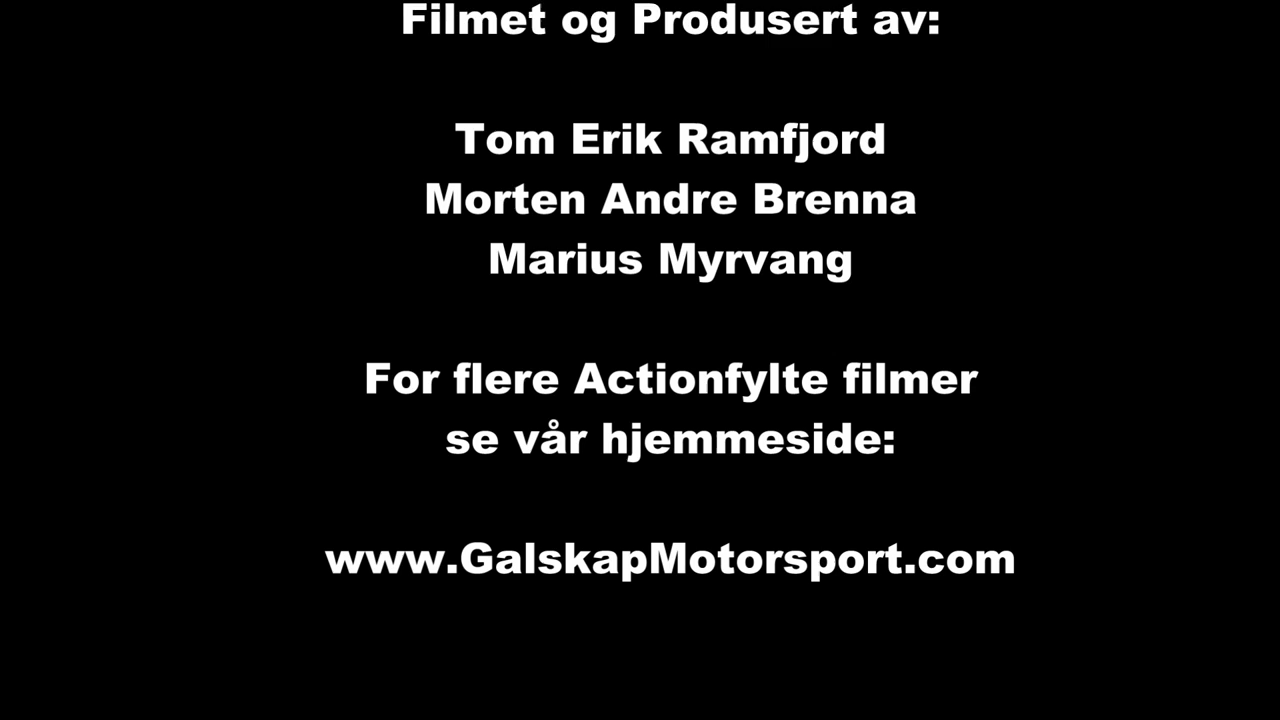 Filmet og Produsert av:
Tom Erik Ramfjord
Morten Andre Brenna
Marius Myrvang
For flere Actionfylte filmer
se vår hjemmeside:
www.GalskapMotorsport.com